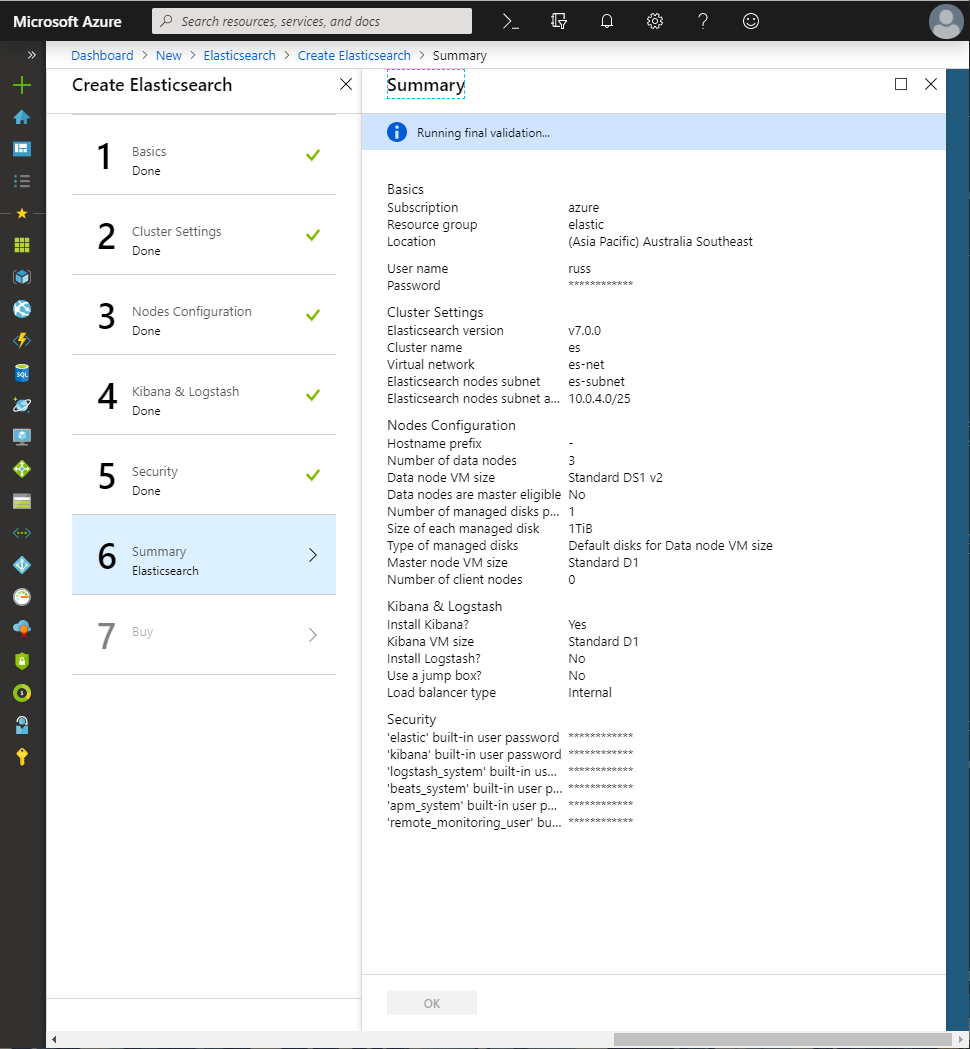 Microsoft Azure
Search resources, services, and docs
Dashboard > New > Elasticsearch > Create Elasticsearch > Summary
Create Elasticsearch
1 Basics
Done
2 Cluster Settings
Done
3 Nodes Configuration
Done
4 Kibana & Logstash
Done
5 Security
Done
6 Summary
Elasticsearch
7 Buy
Summary
Running final validation...
Basics
Subscription azure
Resource group elastic
Location (Asia Pacific) Australia Southeast
User name russ
Password ************
Cluster Settings
Elasticsearch version v7.0.0
Cluster name es
Virtual network es-net
Elasticsearch nodes subnet es-subnet
Elasticsearch nodes subnet a... 10.0.4.0/25
Nodes Configuration
Hostname prefix -
Number of data nodes 3
Data node VM size Standard DS1 v2
Data nodes are master eligible No
Number of managed disks p... 1
Size of each managed disk 1TiB
Type of managed disks Default disks for Data node VM size
Master node VM size Standard D1
Number of client nodes 0
Kibana & Logstash
Install Kibana? Yes
Kibana VM size Standard D1
Install Logstash? No
Use a jump box? No
Load balancer type Internal
Security
'elastic' built-in user password ************
'kibana' built-in user password ************
'logstash_system' built-in us... ************
'beats_system' built-in user p... ************
'apm_system' built-in user p... ************
'remote_monitoring_user' bu... ************
OK